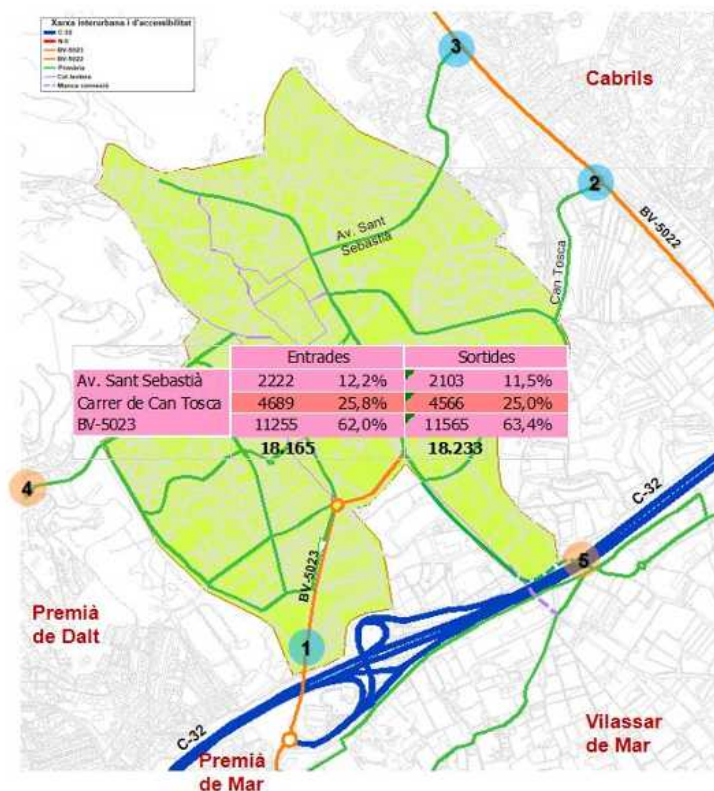 Xarxa interurbana i d'accessibilitat
C-32
N-II
BV-5023
BV-5022
Primària
Manca connexió
3
Cabrils
2
BV-5022
Av. Sant
Sebastià
Can Tosca
Entrades Sortides
Av. Sant Sebastià 2222 12,2% 2103 11,5%
Carrer de Can Tosca 4689 25,8% 4566 25,0%
BV-5023 11255 62,0% 11565 63,4%
18.165 18.233
4
C-32
5
BV-5023
Premià
de Dalt
1
Vilassar
de Mar
C-32
Premià
de Mar